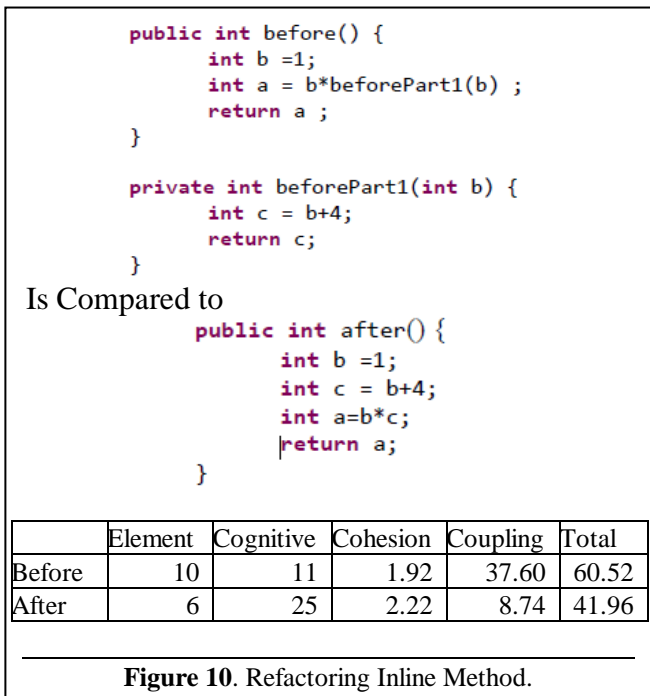 public int before() {
int b =1;
int a = b*beforePart1(b) ;
return a ;
}
private int beforePart1(int b) {
int c = b+4;
return c;
}
Is Compared to
public int after() {
int b =1;
int c = b+4;
int a=b*c;
return a;
}
Element Cognitive Cohesion Coupling Total
Before 10 11 1.92 37.60 60.52
After 6 25 2.22 8.74 41.96
Figure 10. Refactoring Inline Method.